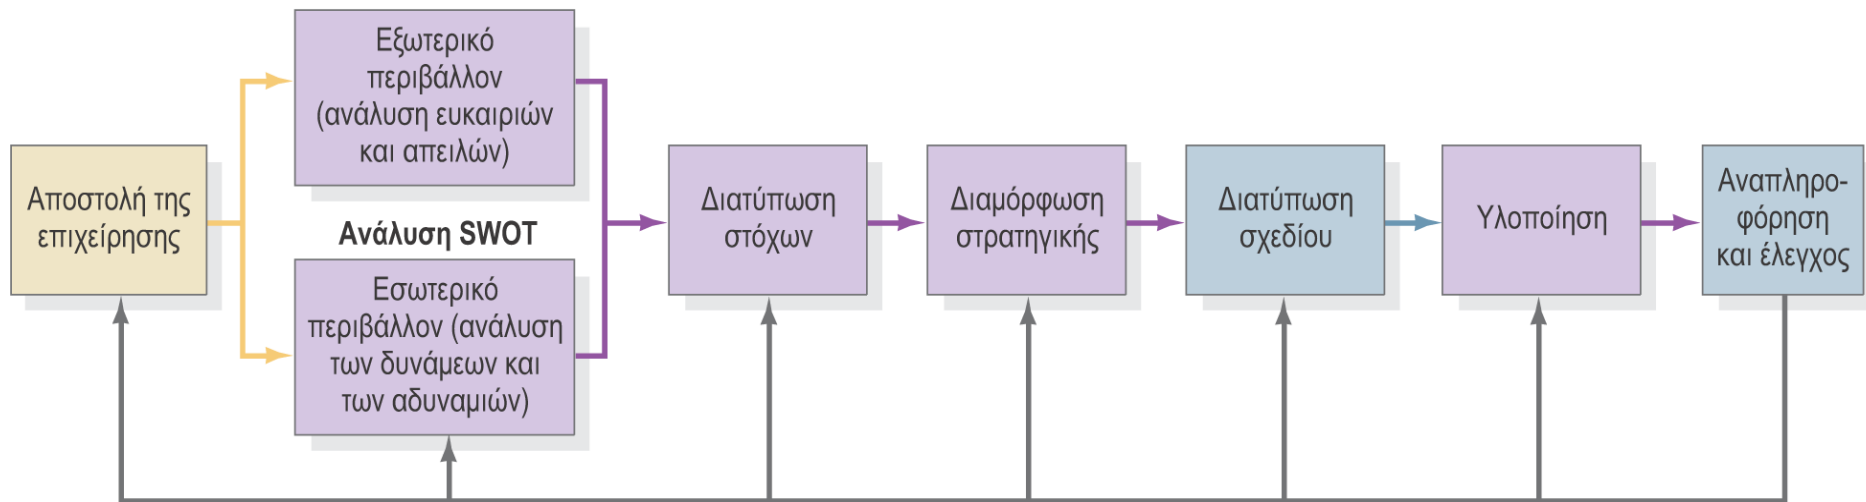 Αποστολή της
επιχείρησης
Εξωτερικό
περιβάλλον
(ανάλυση ευκαιριών
και απειλών)
Ανάλυση SWOT
Εσωτερικό
περιβάλλον (ανάλυση
των δυνάμεων και
των αδυναμιών)
Διατύπωση
στόχων
Διαμόρφωση
στρατηγικής
Διατύπωση
σχεδίου
Υλοποίηση
Αναπληρο-
φόρηση
και έλεγχος